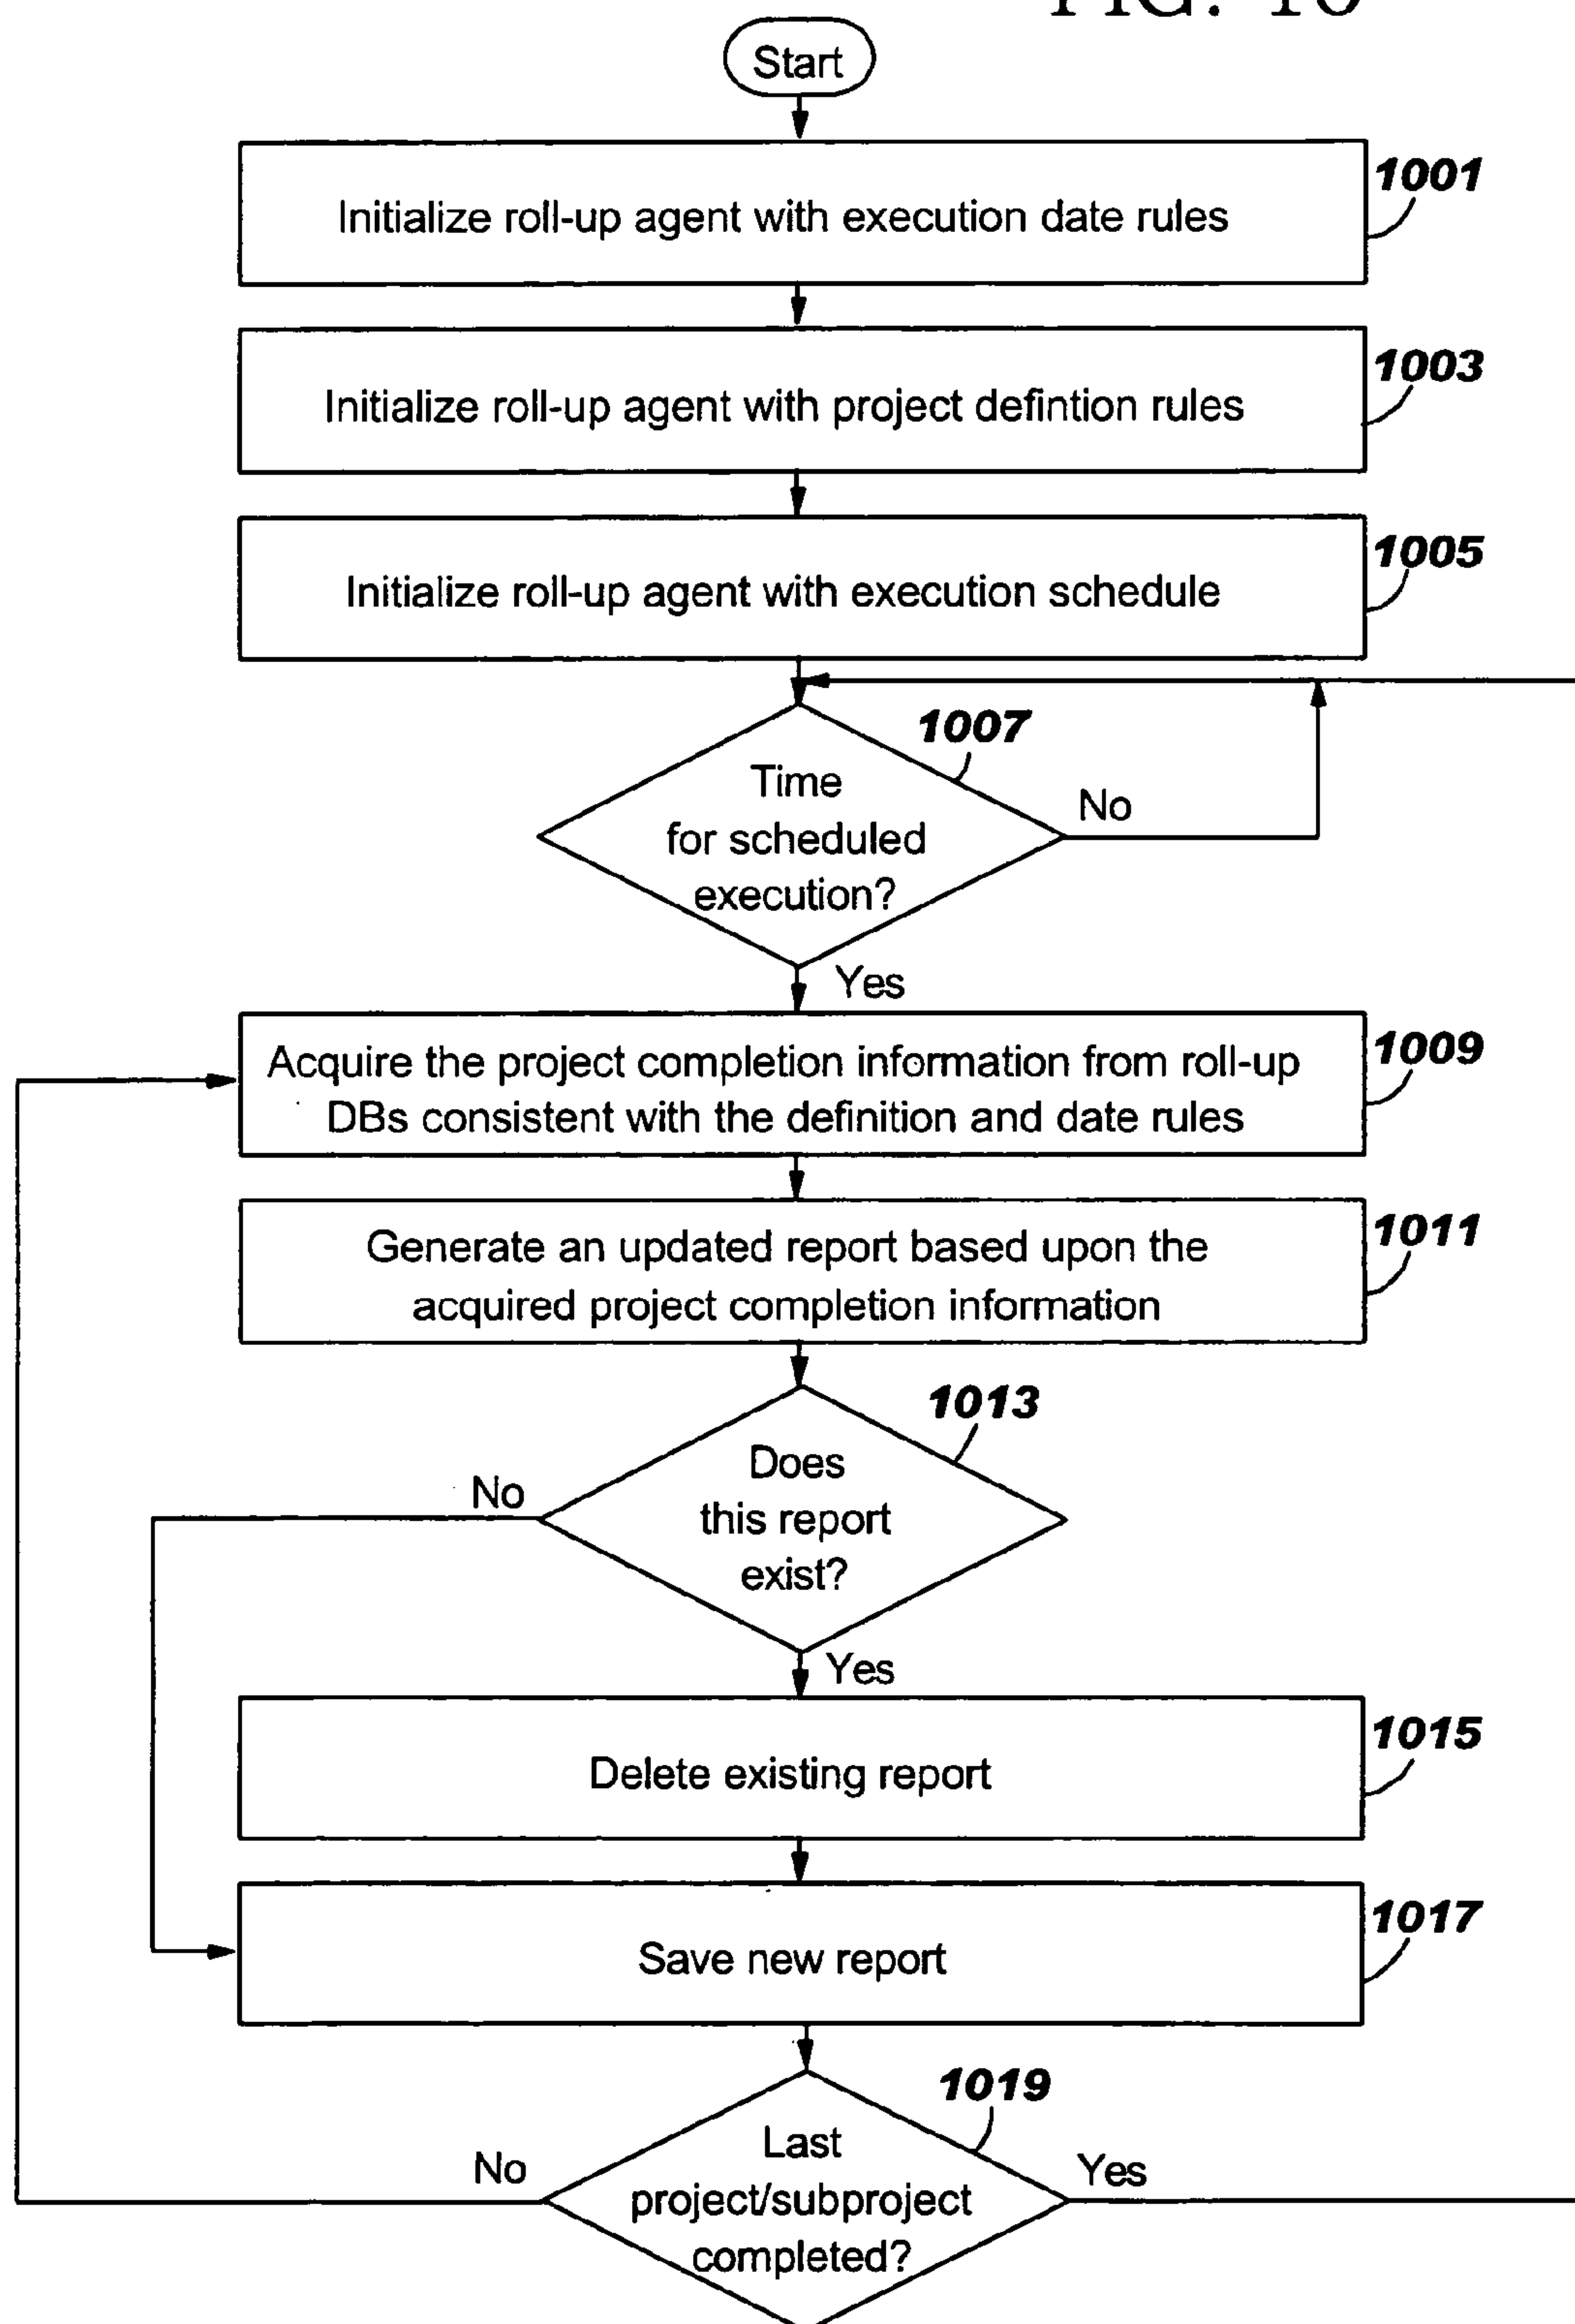 FIG. 10
Start
Initialize roll-up agent with execution date rules
1001
Initialize roll-up agent with project defintion rules
1003
Initialize roll-up agent with execution schedule
1005
1007
Time
for scheduled
execution?
No
Yes
Acquire the project completion information from roll-up
DBs consistent with the definition and date rules
1009
Generate an updated report based upon the
acquired project completion information
1011
1013
Does
this report
exist?
No
Yes
Delete existing report
1015
Save new report
1017
1019
Last
project/subproject
completed?
No
Yes